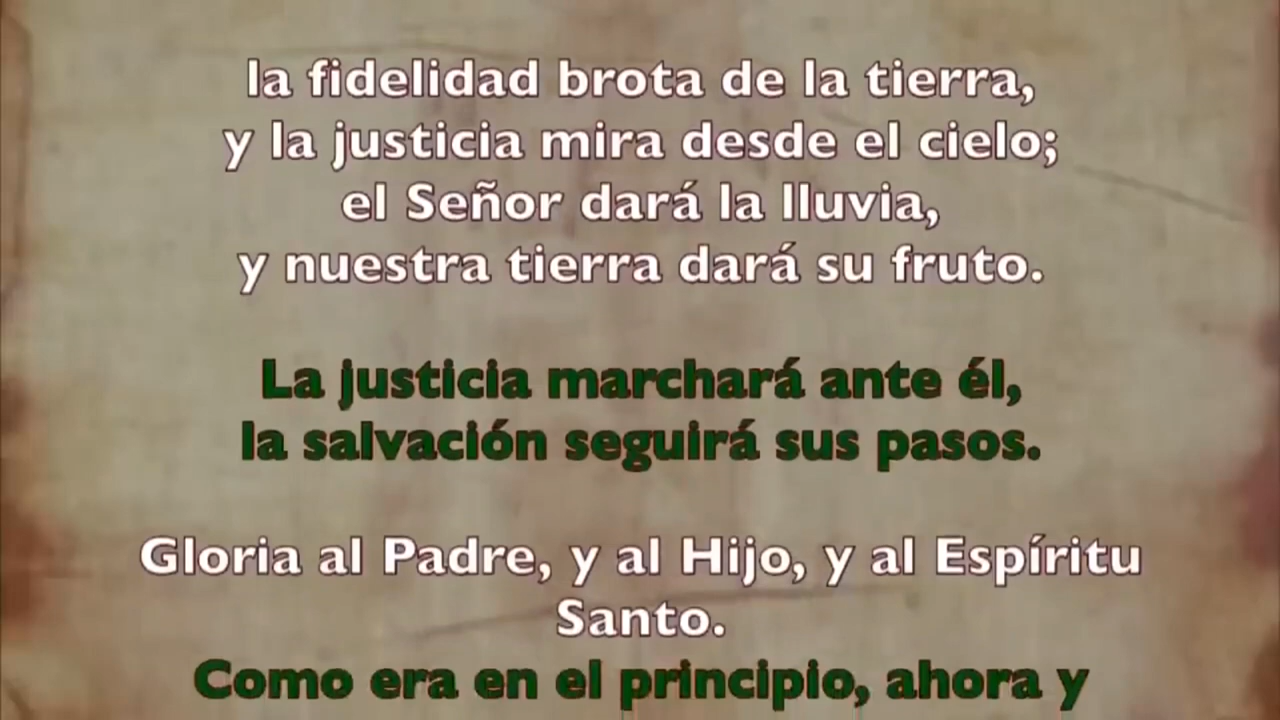 la fidelidad brota de la tierra,
y la justicia mira desde el cielo;
el Señor dará la lluvia,
y nuestra tierra dará su fruto.
La justicia marchará ante él,
la salvación seguirá sus pasos.
Gloria al Padre, y al Hijo, y al Espíritu
Santo.
Como era en el principio, ahora y